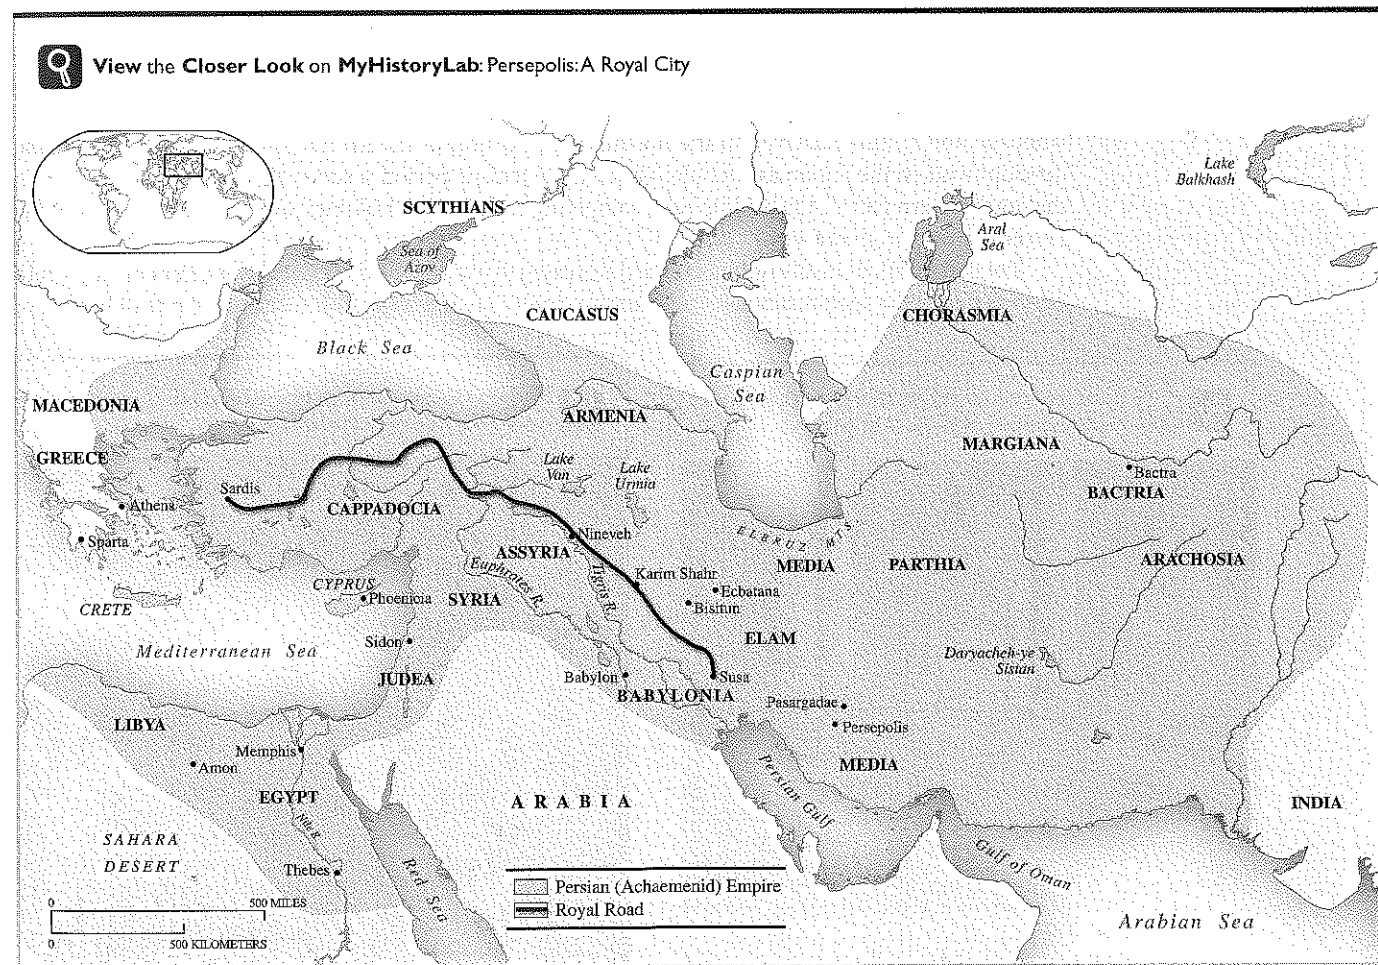 View the Closer Look on MyHistoryLab: Persepolis: A Royal City
Lake
Balkhash
SCYTHIANS
Sea of
Azov
Aral
Sea
CAUCASUS
CHORASMIA
Black Sea
Caspian
Sea
MACEDONIA
ARMENIA
MARGIANA
GREECE
Lake
Van
Lake
Urmia
Bactra
BACTRIA
Sardis
Athens
CAPPADOCIA
Sparta
Nineveh
ELBRUZ MTS
ASSYRIA
MEDIA
PARTHIA
ARACHOSIA
Euphrates R.
Tigris R.
Karim Shahr
CYPRUS
Phoenicia
SYRIA
Ecbatana
Bisitun
CRETE
ELAM
Mediterranean Sea
Sidon
Daryacheh-ye
Sistan
JUDEA
Babylon
BABYLONIA
Susa
Pasargadae
LIBYA
Persepolis
Memphis
Amon
MEDIA
EGYPT
Persian Gulf
ARABIA
INDIA
Nile R.
SAHARA
DESERT
Thebes
Red Sea
Gulf of Oman
Persian (Achaemenid) Empire
Royal Road
0 500 MILES
0 500 KILOMETERS
Arabian Sea